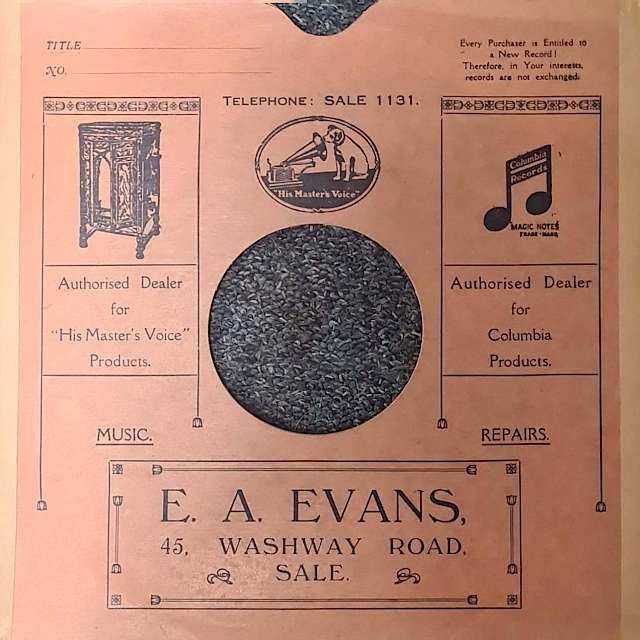 TITLE
NO.
Every Purchaser is Entitled to
a New Record!
Therefore, in Your interests,
records are not exchanged.
TELEPHONE: SALE 1131.
"His Master's Voice"
Columbia
Records
MAGIC NOTES
TRADE-MARK
Authorised Dealer
for
"His Master's Voice"
Products.
Authorised Dealer
for
Columbia
Products.
MUSIC.
REPAIRS.
E. A. EVANS,
45, WASHWAY ROAD,
SALE.